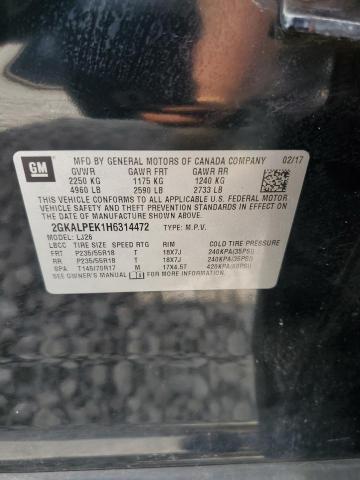 GM
MFD BY GENERAL MOTORS OF CANADA COMPANY 02/17
GVWR GAWR FRT GAWR RR
2250 KG 1175 KG 1240 KG
4960 LB 2590 LB 2733 LB
THIS VEHICLE CONFORMS TO ALL APPLICABLE U.S. FEDERAL MOTOR
VEHICLE SAFETY AND THEFT PREVENTION STANDARDS IN EFFECT
ON THE DATE OF MANUFACTURE SHOWN ABOVE.
2GKALPEK1H6314472 TYPE: M.P.V.
MODEL: LJ26
LBCC TIRE SIZE SPEED RTG RIM COLD TIRE PRESSURE
FRT P235/55R18 T 18X7J 240KPA(35PSI)
RR P235/55R18 T 18X7J 240KPA(35PSI)
SPA T145/70R17 M 17X4.5T 420KPA(60PSI)
SEE OWNER'S MANUAL FOR ADDITIONAL INFORMATION.